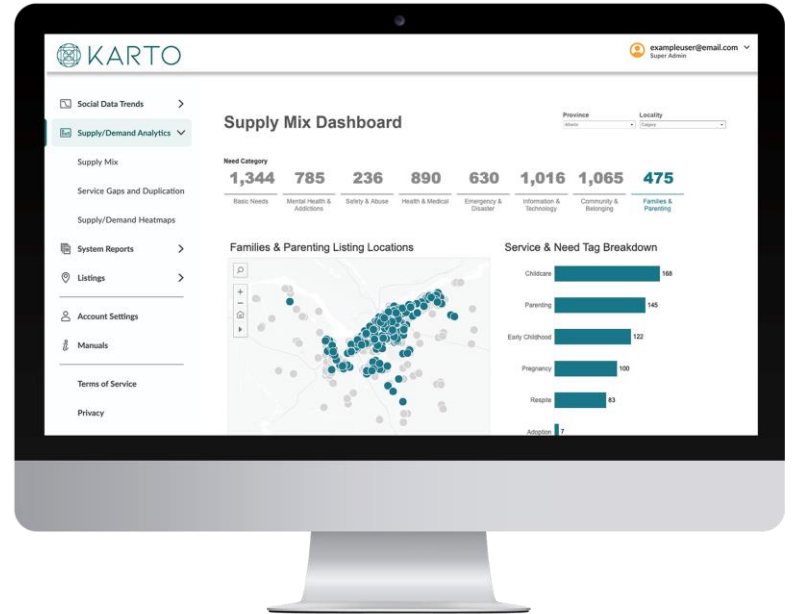 KARTO
exampleuser@email.com
Super Admin
Social Data Trends
Supply/Demand Analytics
Supply Mix
Service Gaps and Duplication
Supply/Demand Heatmaps
System Reports
Listings
Account Settings
Manuals
Terms of Service
Privacy
Supply Mix Dashboard
Province
Alberta
Locality
Calgary
Need Category
1,344 785 236 890 630 1,016 1,065 475
Basic Needs Mental Health & Safety & Abuse Health & Medical Emergency & Information & Community & Families &
Addictions Disaster Technology Belonging Parenting
Families & Parenting Listing Locations
Service & Need Tag Breakdown
Childcare 168
Parenting 145
Early Childhood 122
Pregnancy 100
Respite 83
Adoption 7